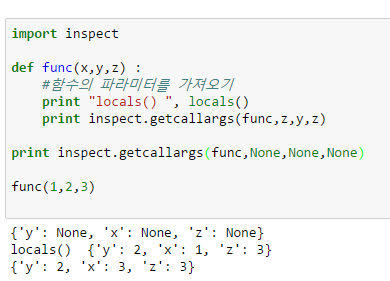 import inspect
def func(x,y,z) :
#함수의 파라미터를 가져오기
print "locals() ", locals()
print inspect.getcallargs(func,z,y,z)
print inspect.getcallargs(func,None,None,None)
func(1,2,3)
{'y': None, 'x': None, 'z': None}
locals()  {'y': 2, 'x': 1, 'z': 3}
{'y': 2, 'x': 3, 'z': 3}